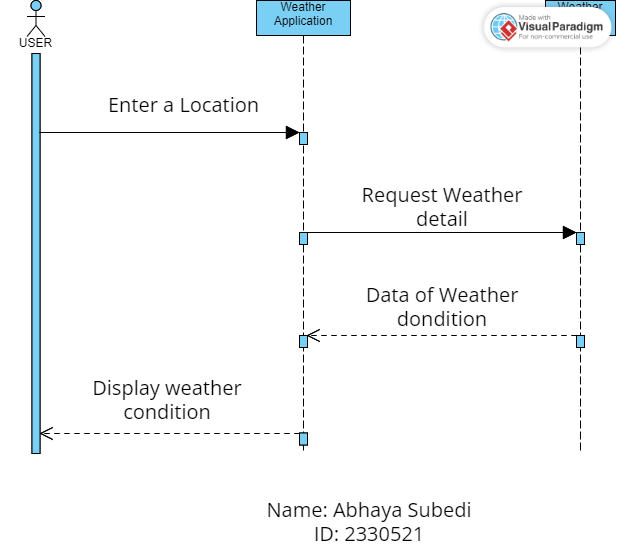 USER
Weather
Application
Weather
Made with
Visual Paradigm
For non-commercial use
Enter a Location
Request Weather
detail
Data of Weather
dondition
Display weather
condition
Name: Abhaya Subedi
ID: 2330521